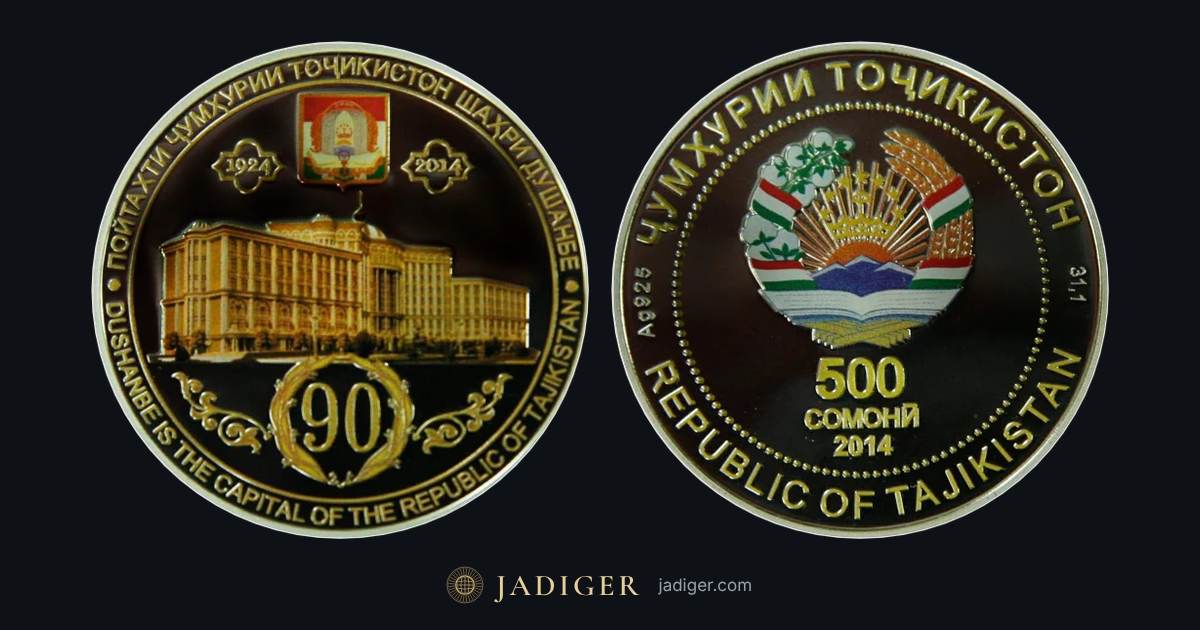 ПОЙТАХТИ ҶУМҲУРИИ ТОҶИКИСТОН ШАҲРИ ДУШАНБЕ
1924
2014
90
DUSHANBE IS THE CAPITAL OF THE REPUBLIC OF TAJIKISTAN
ҶУМҲУРИИ ТОҶИКИСТОН
Ag925
31,1
500
СОМОНӢ
2014
REPUBLIC OF TAJIKISTAN
JADIGER
jadiger.com